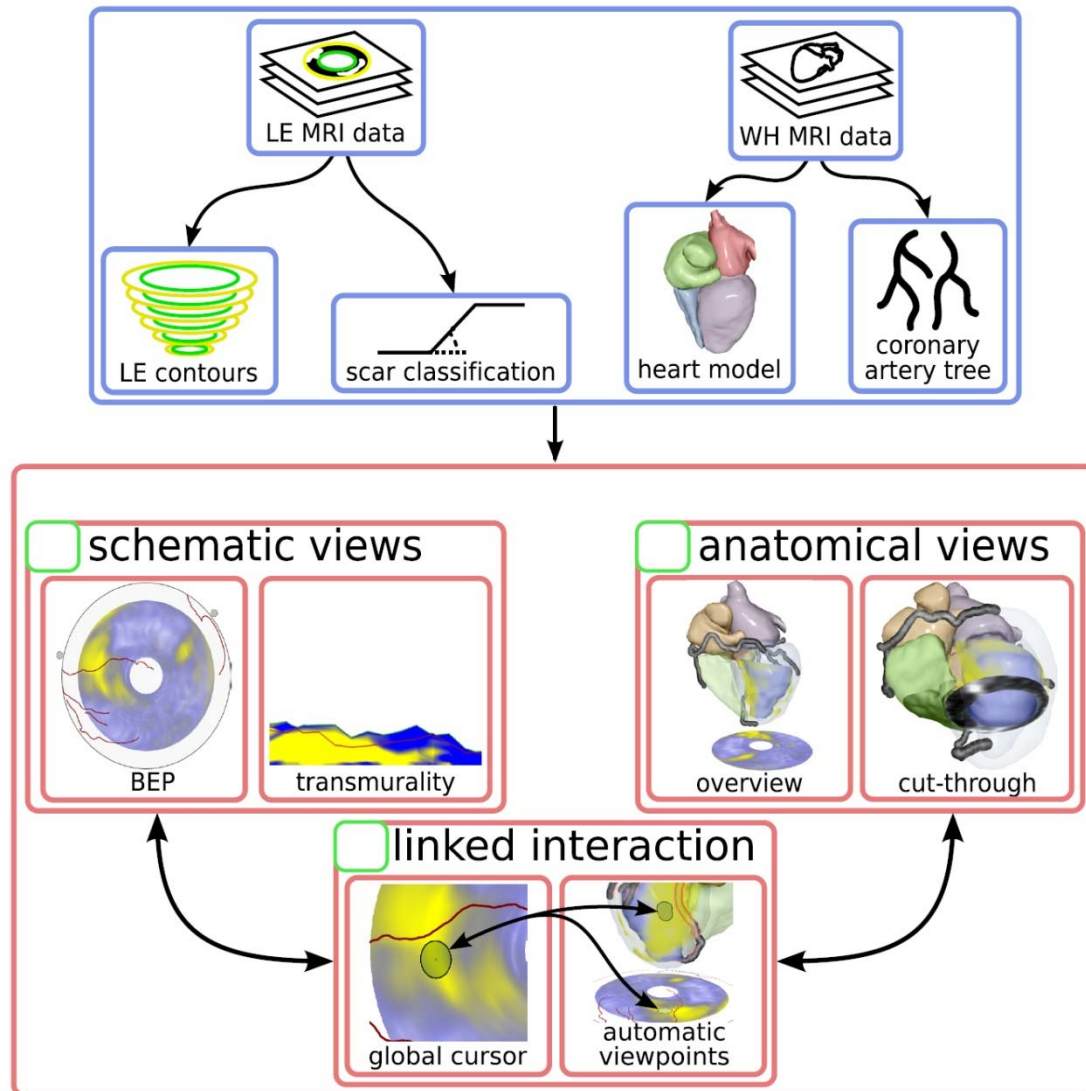 LE MRI data
WH MRI data
LE contours
scar classification
heart model
coronary
artery tree
schematic views
BEP
transmurality
anatomical views
overview
cut-through
linked interaction
global cursor
automatic
viewpoints